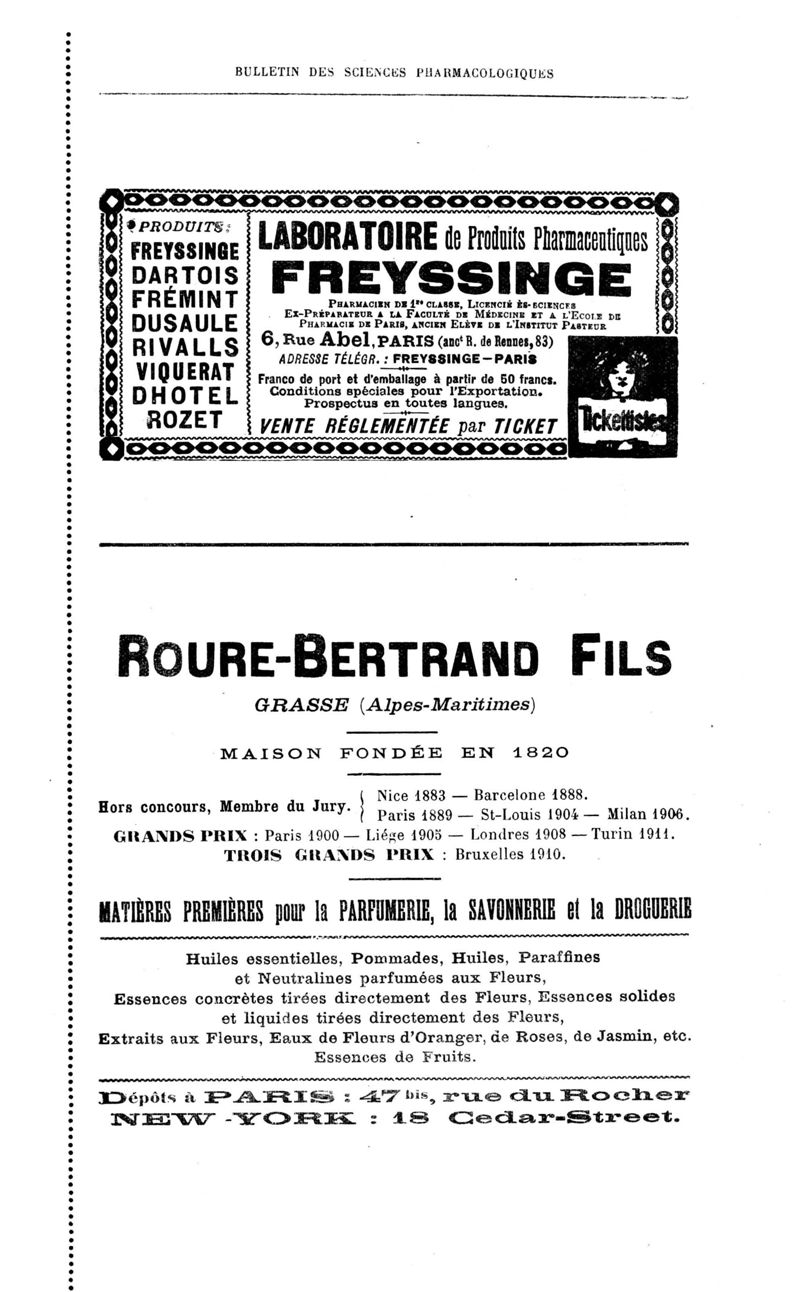 BULLETIN DES SCIENCES PHARMACOLOGIQUES
PRODUITS:
FREYSSINGE
DARTOIS
FRÉMINT
DUSAULE
RIVALLS
VIQUERAT
DHOTEL
ROZET
LABORATOIRE de Produits Pharmaceutiques
FREYSSINGE
PHARMACIEN DE 1re CLASSE, LICENCIÉ ÈS-SCIENCES
EX-PRÉPARATEUR A LA FACULTÉ DE MÉDECINE ET A L'ECOLE DE
PHARMACIE DE PARIS, ANCIEN ELÈVE DE L'INSTITUT PASTEUR
6, Rue Abel, PARIS (anct R. de Rennes, 83)
ADRESSE TÉLÉGR. : FREYSSINGE-PARIS
Franco de port et d'emballage à partir de 50 francs.
Conditions spéciales pour l'Exportation.
Prospectus en toutes langues.
VENTE RÉGLEMENTÉE par TICKET
Tickettistes
ROURE-BERTRAND FILS
GRASSE (Alpes-Maritimes)
MAISON FONDÉE EN 1820
Hors concours, Membre du Jury. { Nice 1883 — Barcelone 1888.
Paris 1889 — St-Louis 1904 — Milan 1906.
GRANDS PRIX : Paris 1900 — Liége 1905 — Londres 1908 — Turin 1911.
TROIS GRANDS PRIX : Bruxelles 1910.
MATIÈRES PREMIÈRES pour la PARFUMERIE, la SAVONNERIE et la DROGUERIE
Huiles essentielles, Pommades, Huiles, Paraffines
et Neutralines parfumées aux Fleurs,
Essences concrètes tirées directement des Fleurs, Essences solides
et liquides tirées directement des Fleurs,
Extraits aux Fleurs, Eaux de Fleurs d'Oranger, de Roses, de Jasmin, etc.
Essences de Fruits.
Dépôts à PARIS : 47 bis, rue du Rocher
NEW-YORK : 18 Cedar-Street.